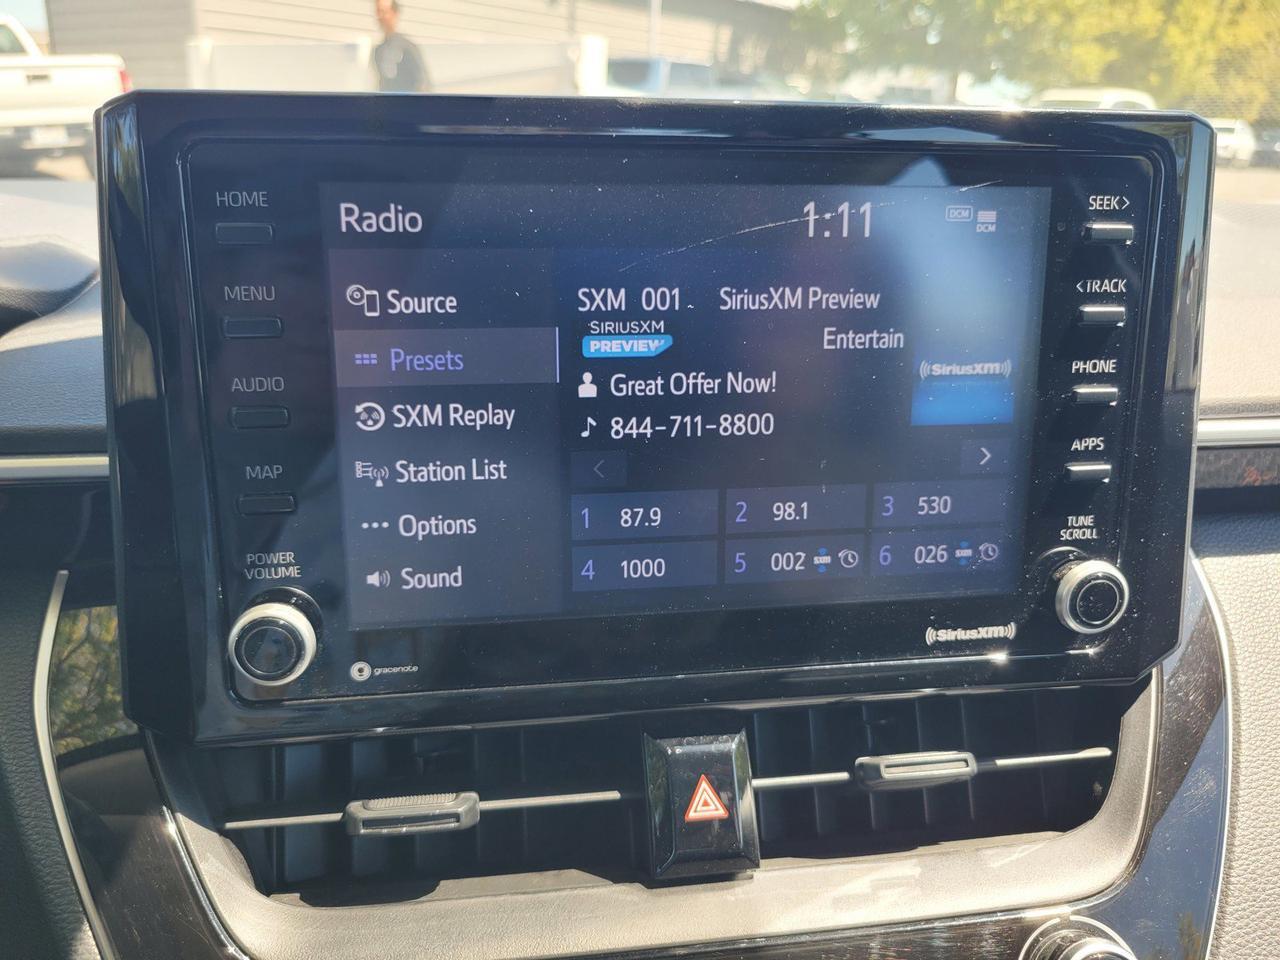 HOME
MENU
AUDIO
MAP
POWER
VOLUME
Radio
1:11
DCM
DCM
Source
Presets
SXM Replay
Station List
Options
Sound
SXM 001
SiriusXM Preview
SIRIUSXM
PREVIEW
Entertain
Great Offer Now!
844-711-8800
((SiriusXM))
<
>
1 87.9
2 98.1
3 530
4 1000
5 002 sxm
6 026 sxm
SEEK>
<TRACK
PHONE
APPS
TUNE
SCROLL
gracenote
((SiriusXM))